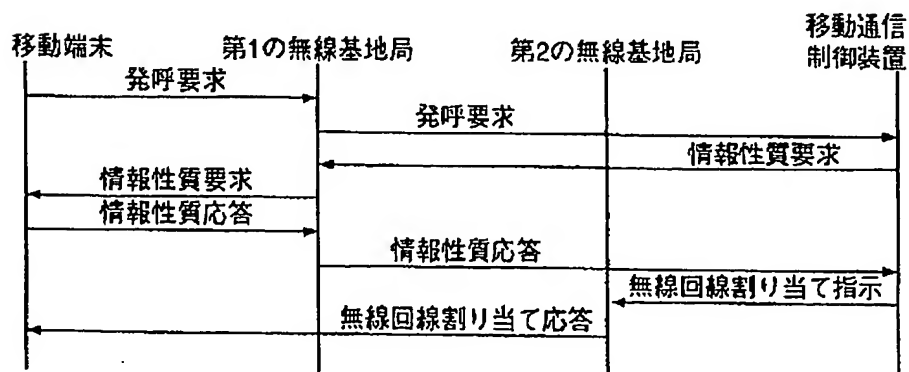 移動端末
第1の無線基地局
第2の無線基地局
移動通信
制御装置
発呼要求
発呼要求
情報性質要求
情報性質要求
情報性質応答
情報性質応答
無線回線割り当て指示
無線回線割り当て応答